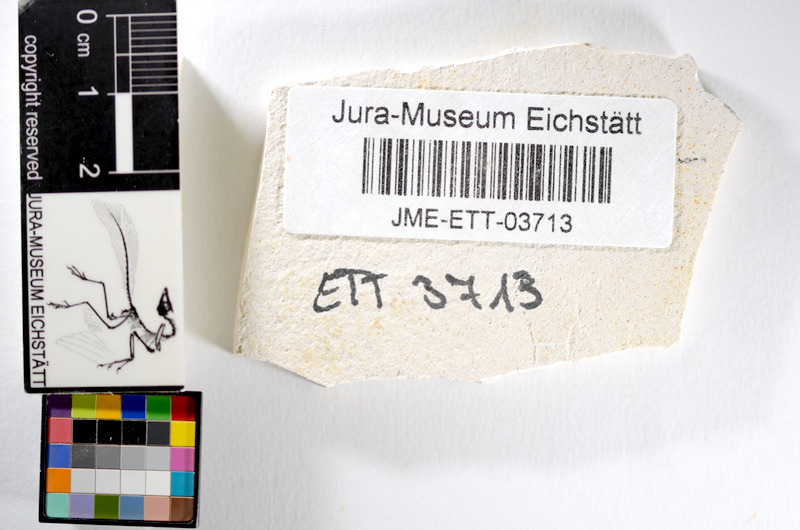 0 cm
1
2
copyright reserved
JURA-MUSEUM EICHSTÄTT
Jura-Museum Eichstätt
JME-ETT-03713
ETT 3713